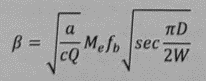 β = √(a/cQ) M_e f_b √(sec πD/2W)